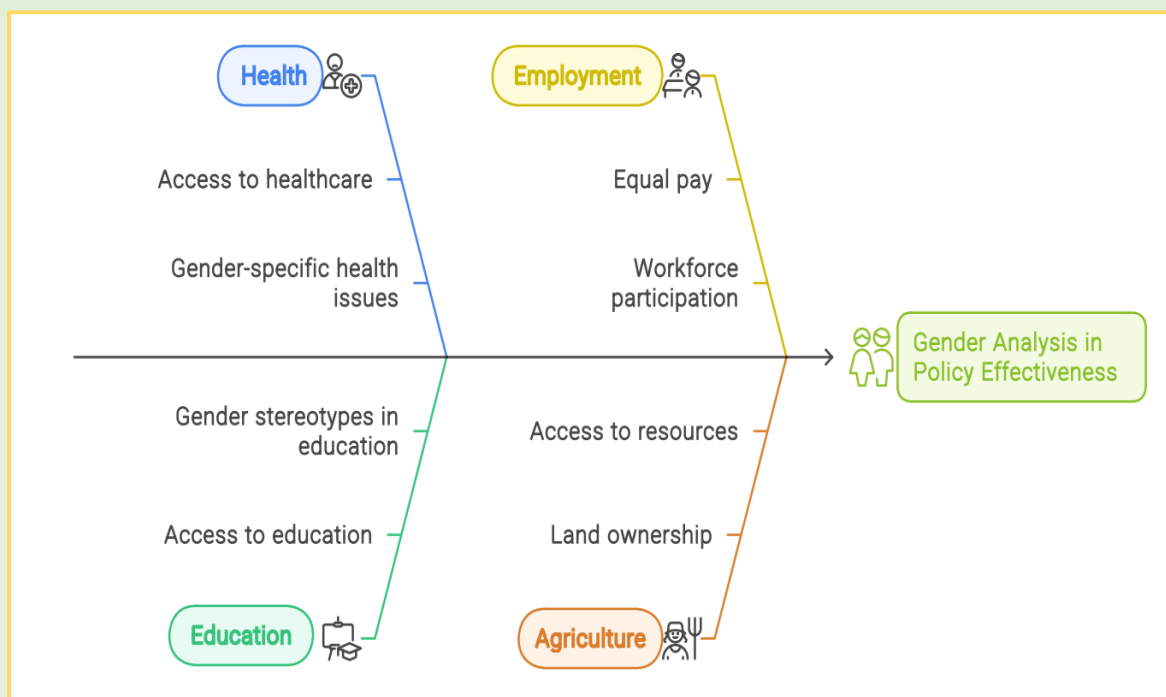 Health
Employment
Access to healthcare
Equal pay
Gender-specific health
issues
Workforce
participation
Gender Analysis in
Policy Effectiveness
Gender stereotypes in
education
Access to resources
Access to education
Land ownership
Education
Agriculture